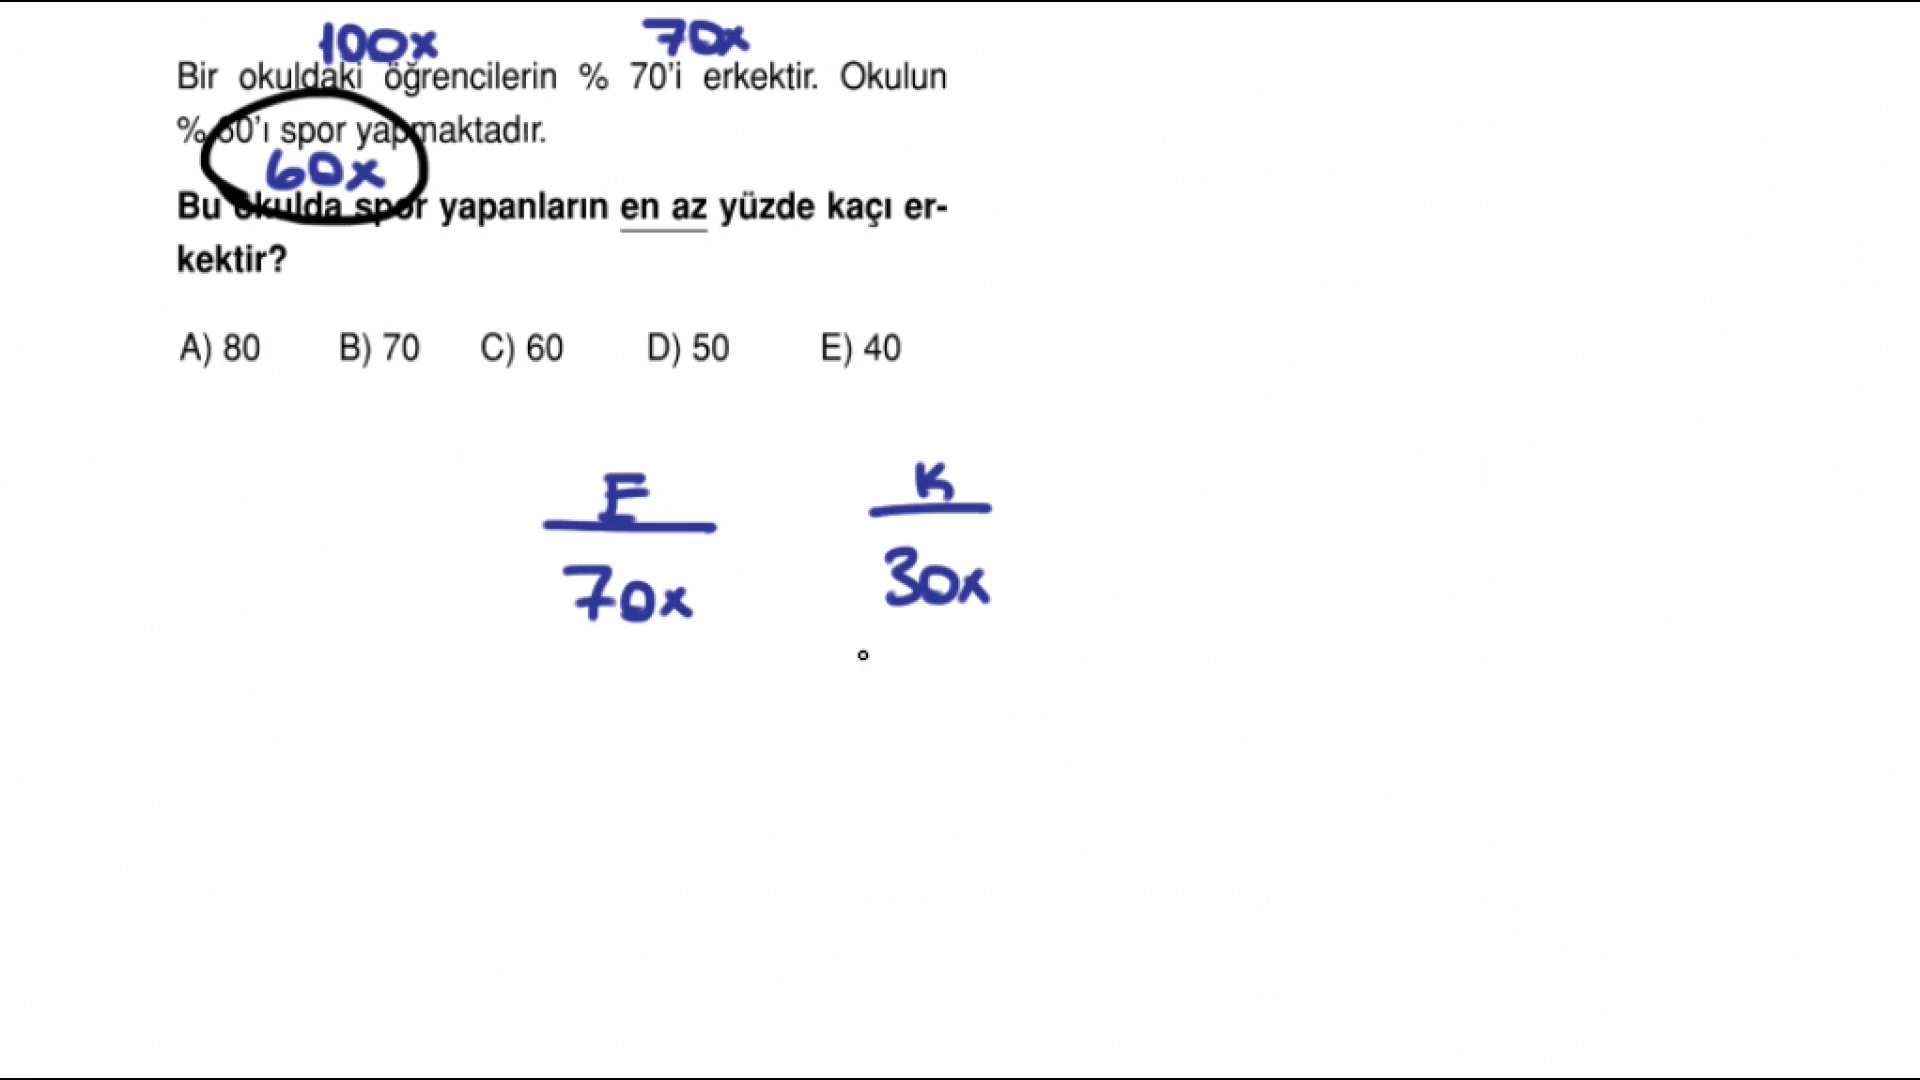 100x 70x
Bir okuldaki öğrencilerin % 70'i erkektir. Okulun
% 60'ı spor yapmaktadır.
60x
Bu okulda spor yapanların en az yüzde kaçı er-
kektir?
A) 80 B) 70 C) 60 D) 50 E) 40
E K
70x 30x